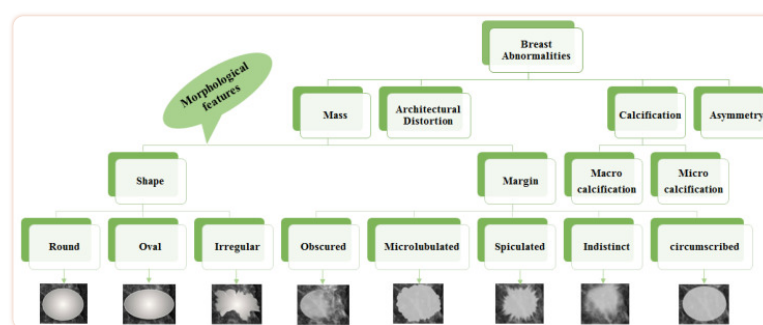 Breast
Abnormalities
Morphological
features
Mass
Architectural
Distortion
Calcification
Asymmetry
Shape
Margin
Macro
calcification
Micro
calcification
Round
Oval
Irregular
Obscured
Microlubulated
Spiculated
Indistinct
circumscribed